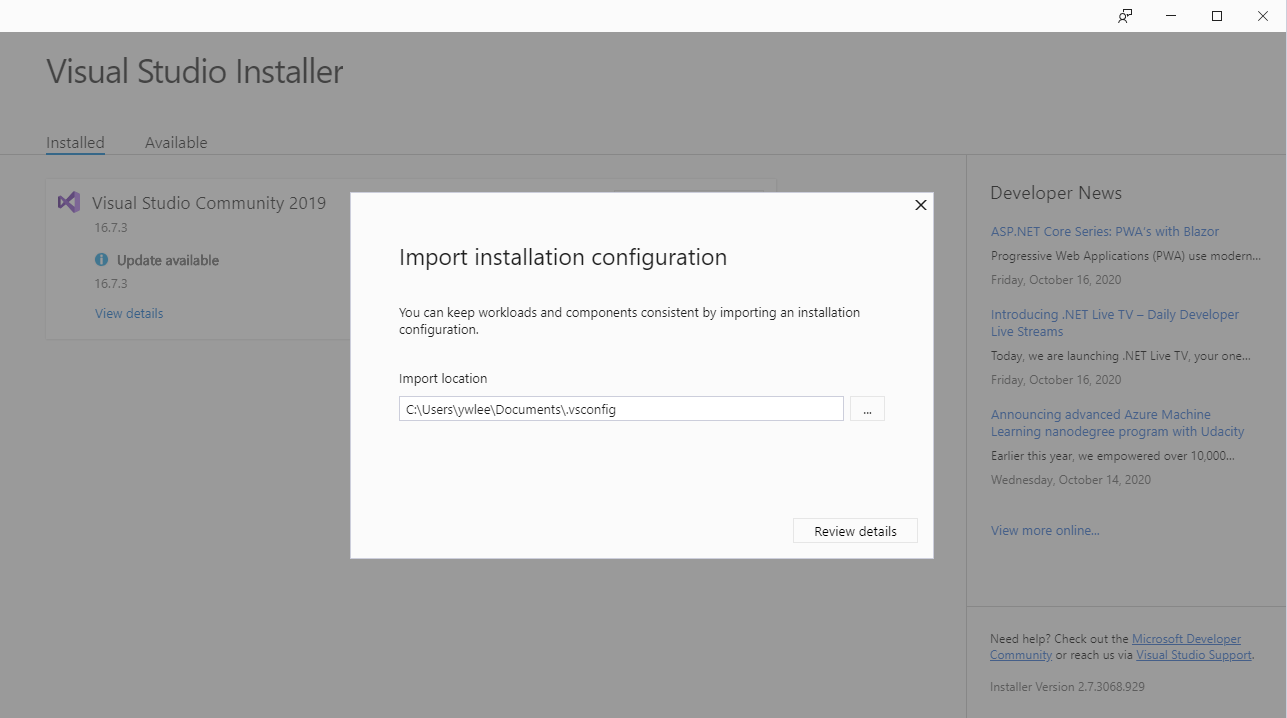 Visual Studio Installer
Installed
Available
Visual Studio Community 2019
16.7.3
Update available
16.7.3
View details
Import installation configuration
You can keep workloads and components consistent by importing an installation
configuration.
Import location
C:\Users\ywlee\Documents\.vsconfig
...
Review details
Developer News
ASP.NET Core Series: PWA's with Blazor
Progressive Web Applications (PWA) use modern...
Friday, October 16, 2020
Introducing .NET Live TV – Daily Developer
Live Streams
Today, we are launching .NET Live TV, your one...
Friday, October 16, 2020
Announcing advanced Azure Machine
Learning nanodegree program with Udacity
Earlier this year, we empowered over 10,000...
Wednesday, October 14, 2020
View more online...
Need help? Check out the Microsoft Developer
Community or reach us via Visual Studio Support.
Installer Version 2.7.3068.929